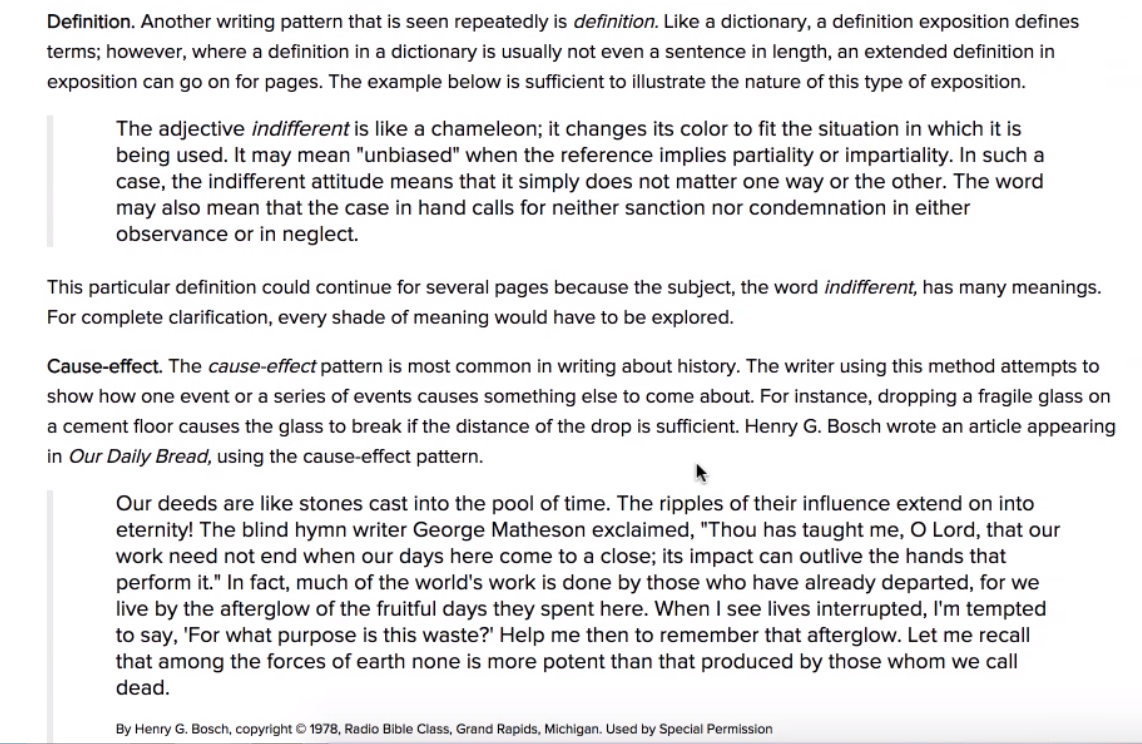 Definition. Another writing pattern that is seen repeatedly is definition. Like a dictionary, a definition exposition defines
terms; however, where a definition in a dictionary is usually not even a sentence in length, an extended definition in
exposition can go on for pages. The example below is sufficient to illustrate the nature of this type of exposition.
The adjective indifferent is like a chameleon; it changes its color to fit the situation in which it is
being used. It may mean "unbiased" when the reference implies partiality or impartiality. In such a
case, the indifferent attitude means that it simply does not matter one way or the other. The word
may also mean that the case in hand calls for neither sanction nor condemnation in either
observance or in neglect.
This particular definition could continue for several pages because the subject, the word indifferent, has many meanings.
For complete clarification, every shade of meaning would have to be explored.
Cause-effect. The cause-effect pattern is most common in writing about history. The writer using this method attempts to
show how one event or a series of events causes something else to come about. For instance, dropping a fragile glass on
a cement floor causes the glass to break if the distance of the drop is sufficient. Henry G. Bosch wrote an article appearing
in Our Daily Bread, using the cause-effect pattern.
Our deeds are like stones cast into the pool of time. The ripples of their influence extend on into
eternity! The blind hymn writer George Matheson exclaimed, "Thou has taught me, O Lord, that our
work need not end when our days here come to a close; its impact can outlive the hands that
perform it." In fact, much of the world's work is done by those who have already departed, for we
live by the afterglow of the fruitful days they spent here. When I see lives interrupted, I'm tempted
to say, 'For what purpose is this waste?' Help me then to remember that afterglow. Let me recall
that among the forces of earth none is more potent than that produced by those whom we call
dead.
By Henry G. Bosch, copyright © 1978, Radio Bible Class, Grand Rapids, Michigan. Used by Special Permission